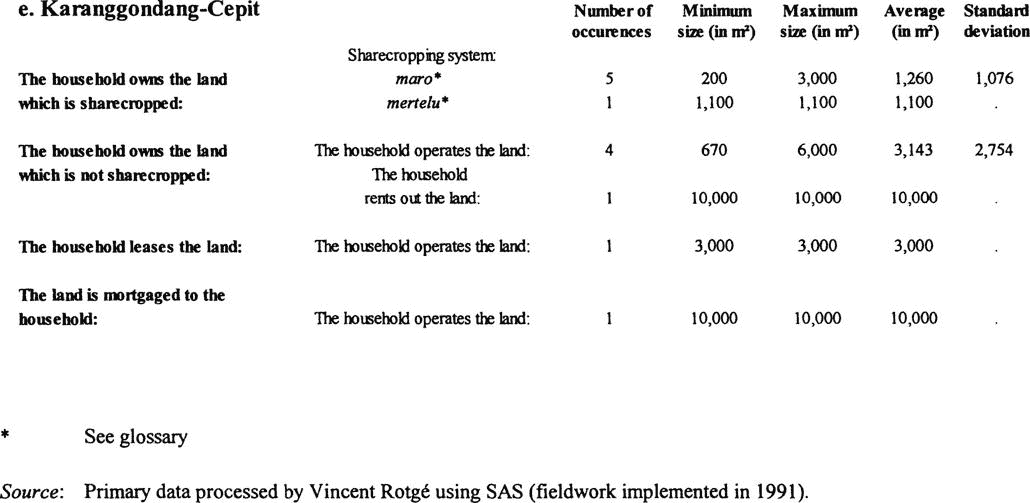 e. Karanggondang-Cepit
Number of Minimum Maximum Average Standard
occurences size (in m²) size (in m²) (in m²) deviation
Sharecropping system:
The household owns the land maro* 5 200 3,000 1,260 1,076
which is sharecropped: mertelu* 1 1,100 1,100 1,100 .
The household owns the land The household operates the land: 4 670 6,000 3,143 2,754
which is not sharecropped: The household
rents out the land: 1 10,000 10,000 10,000 .
The household leases the land: The household operates the land: 1 3,000 3,000 3,000 .
The land is mortgaged to the
household: The household operates the land: 1 10,000 10,000 10,000 .
* See glossary
Source: Primary data processed by Vincent Rotgé using SAS (fieldwork implemented in 1991).